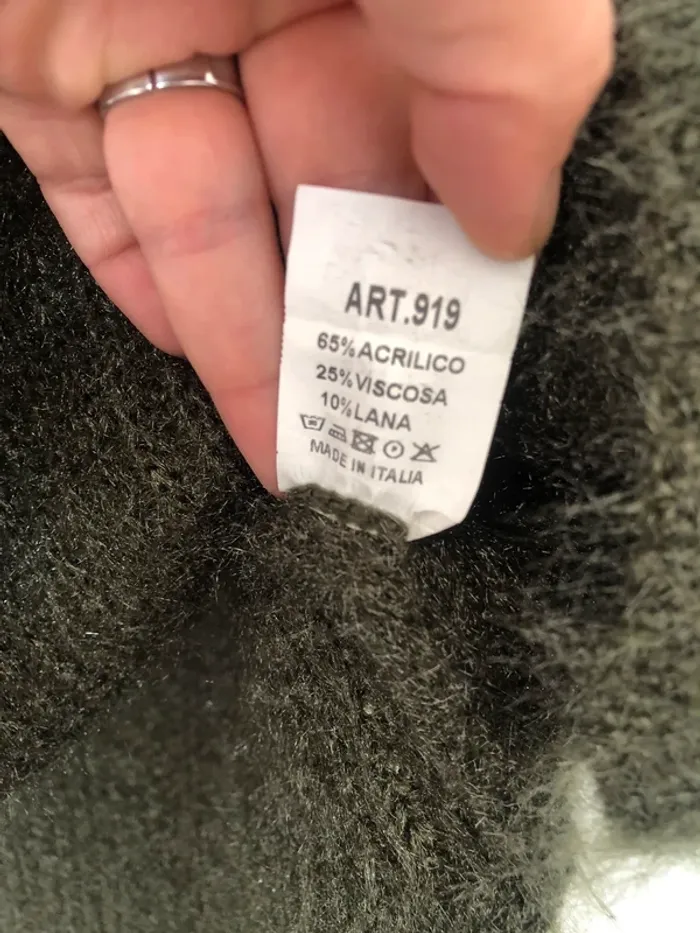 ART.919
65%ACRILICO
25%VISCOSA
10%LANA
MADE IN ITALIA